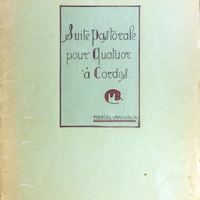 Suite Pastorale
pour Quatuor
à Cordes